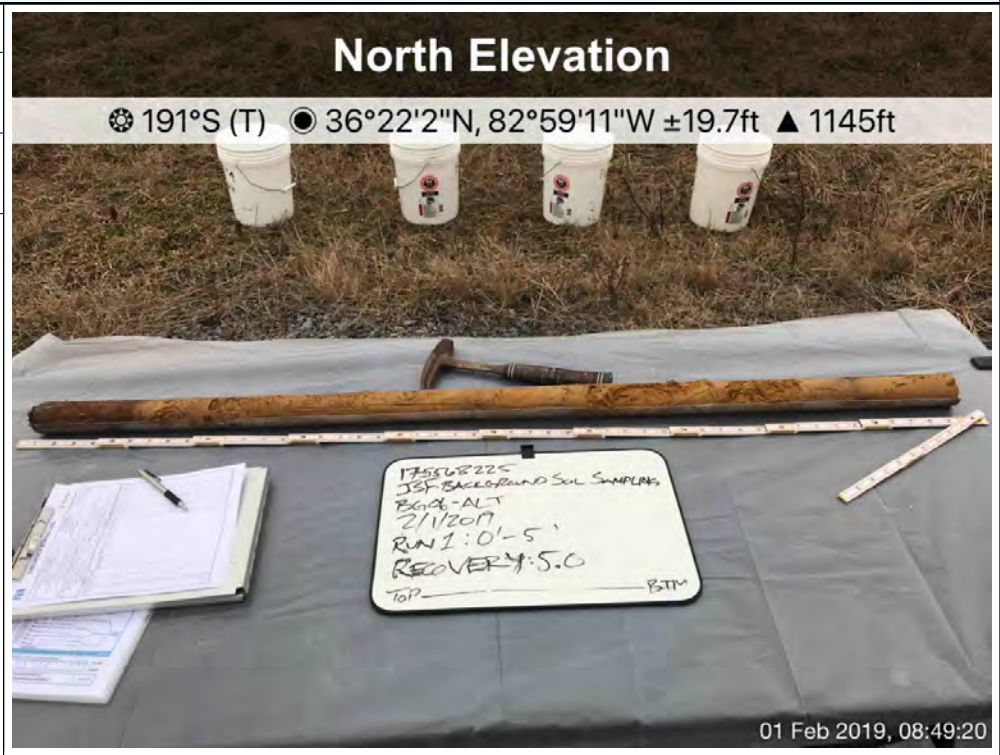 North Elevation
191°S (T) 36°22'2"N, 82°59'11"W ±19.7ft ▲ 1145ft
175568225
JSF-BACKGROUND SOIL SAMPLING
BG06-ALT
2/1/2019
RUN 1: 0'-5'
RECOVERY: 5.0
TOP BTM
01 Feb 2019, 08:49:20